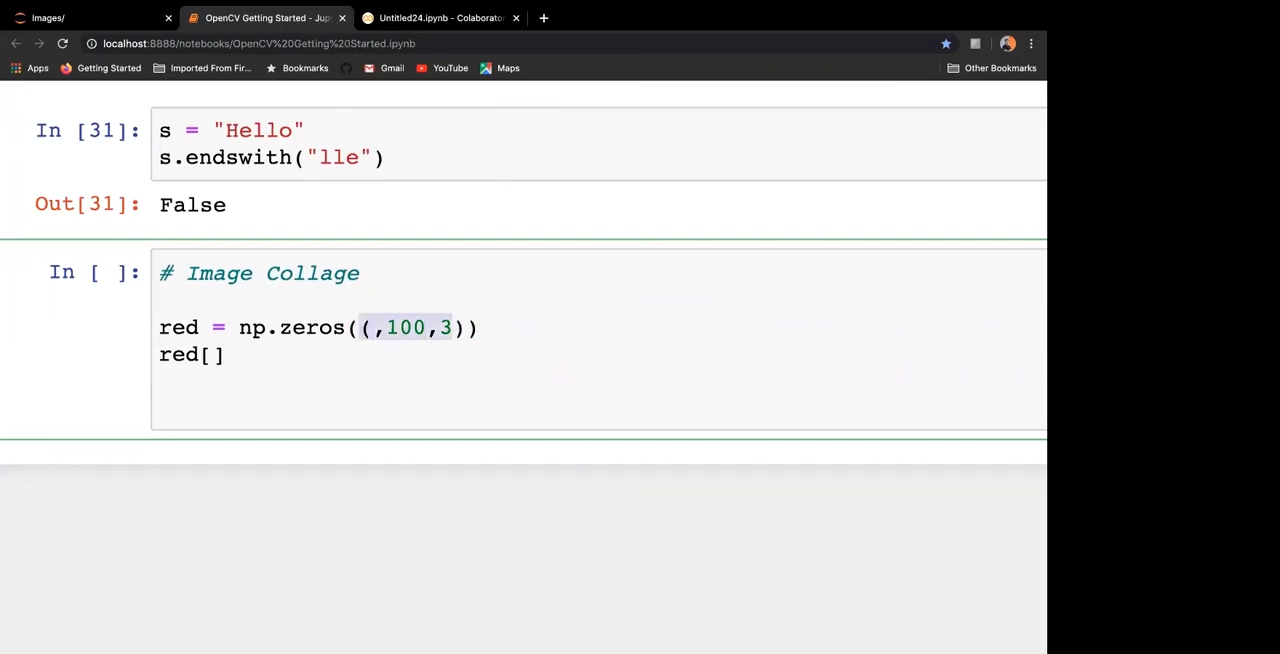 Images/
OpenCV Getting Started - Jup
Untitled24.ipynb - Colaborator
localhost:8888/notebooks/OpenCV%20Getting%20Started.ipynb
Apps Getting Started Imported From Fir... Bookmarks Gmail YouTube Maps Other Bookmarks
In [31]: s = "Hello"
s.endswith("lle")
Out[31]: False
In [ ]: # Image Collage
red = np.zeros((,100,3))
red[]